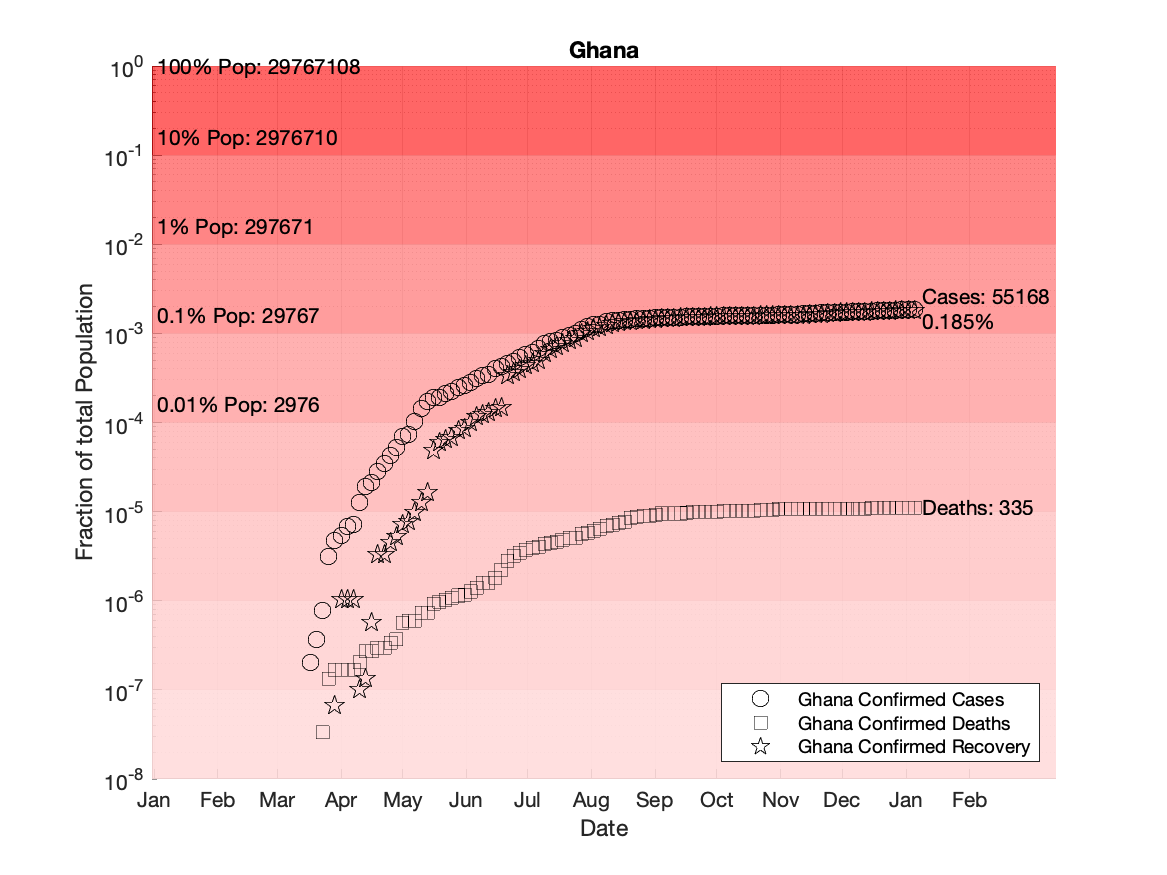 Ghana
10^0
100% Pop: 29767108
10% Pop: 2976710
10^-1
1% Pop: 297671
10^-2
Cases: 55168
0.1% Pop: 29767
0.185%
10^-3
0.01% Pop: 2976
10^-4
Deaths: 335
10^-5
10^-6
10^-7
10^-8
Fraction of total Population
Ghana Confirmed Cases
Ghana Confirmed Deaths
Ghana Confirmed Recovery
Jan Feb Mar Apr May Jun Jul Aug Sep Oct Nov Dec Jan Feb
Date